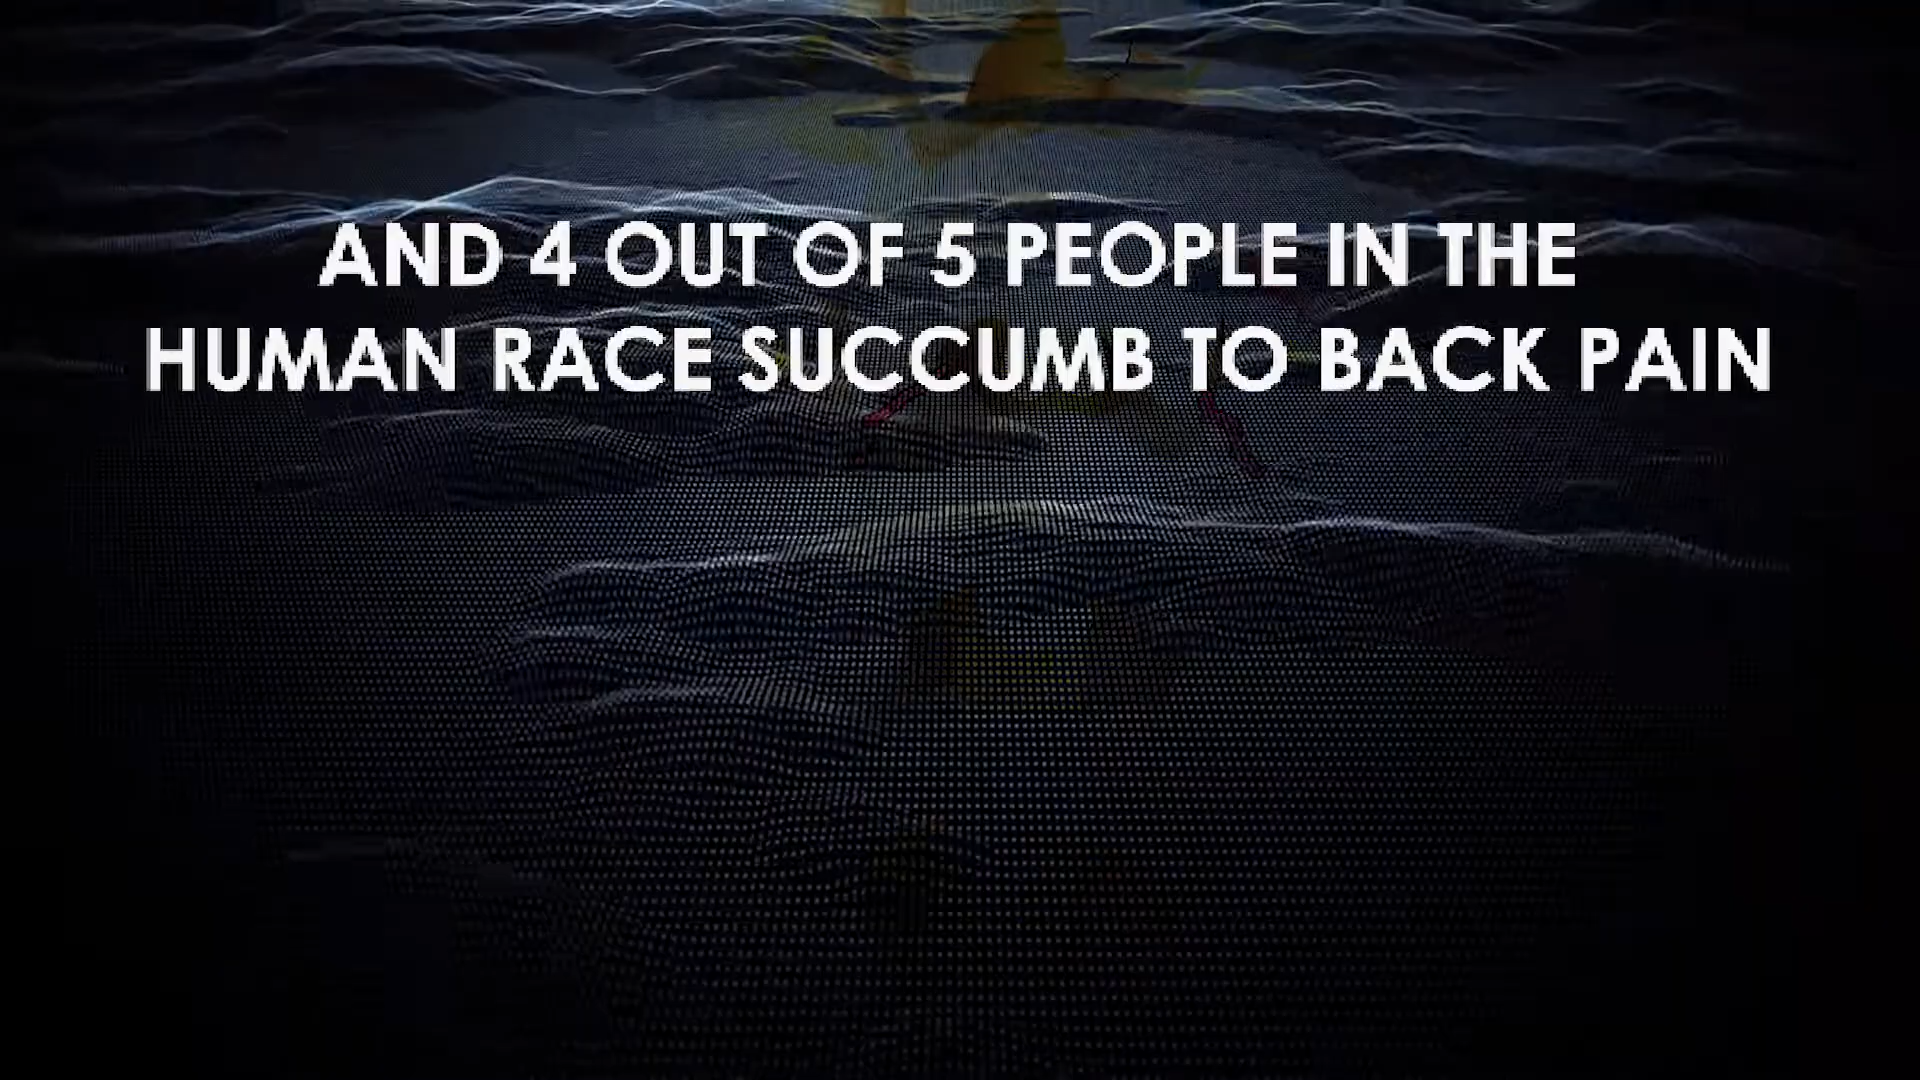 AND 4 OUT OF 5 PEOPLE IN THE
HUMAN RACE SUCCUMB TO BACK PAIN